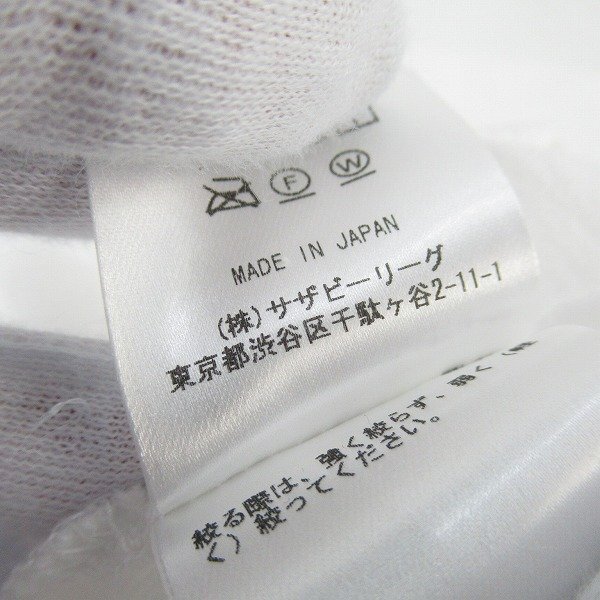 F W
MADE IN JAPAN
(株)サザビーリーグ
東京都渋谷区千駄ヶ谷2-11-1
絞る際は、強く絞らず、弱く(
く)絞ってください。